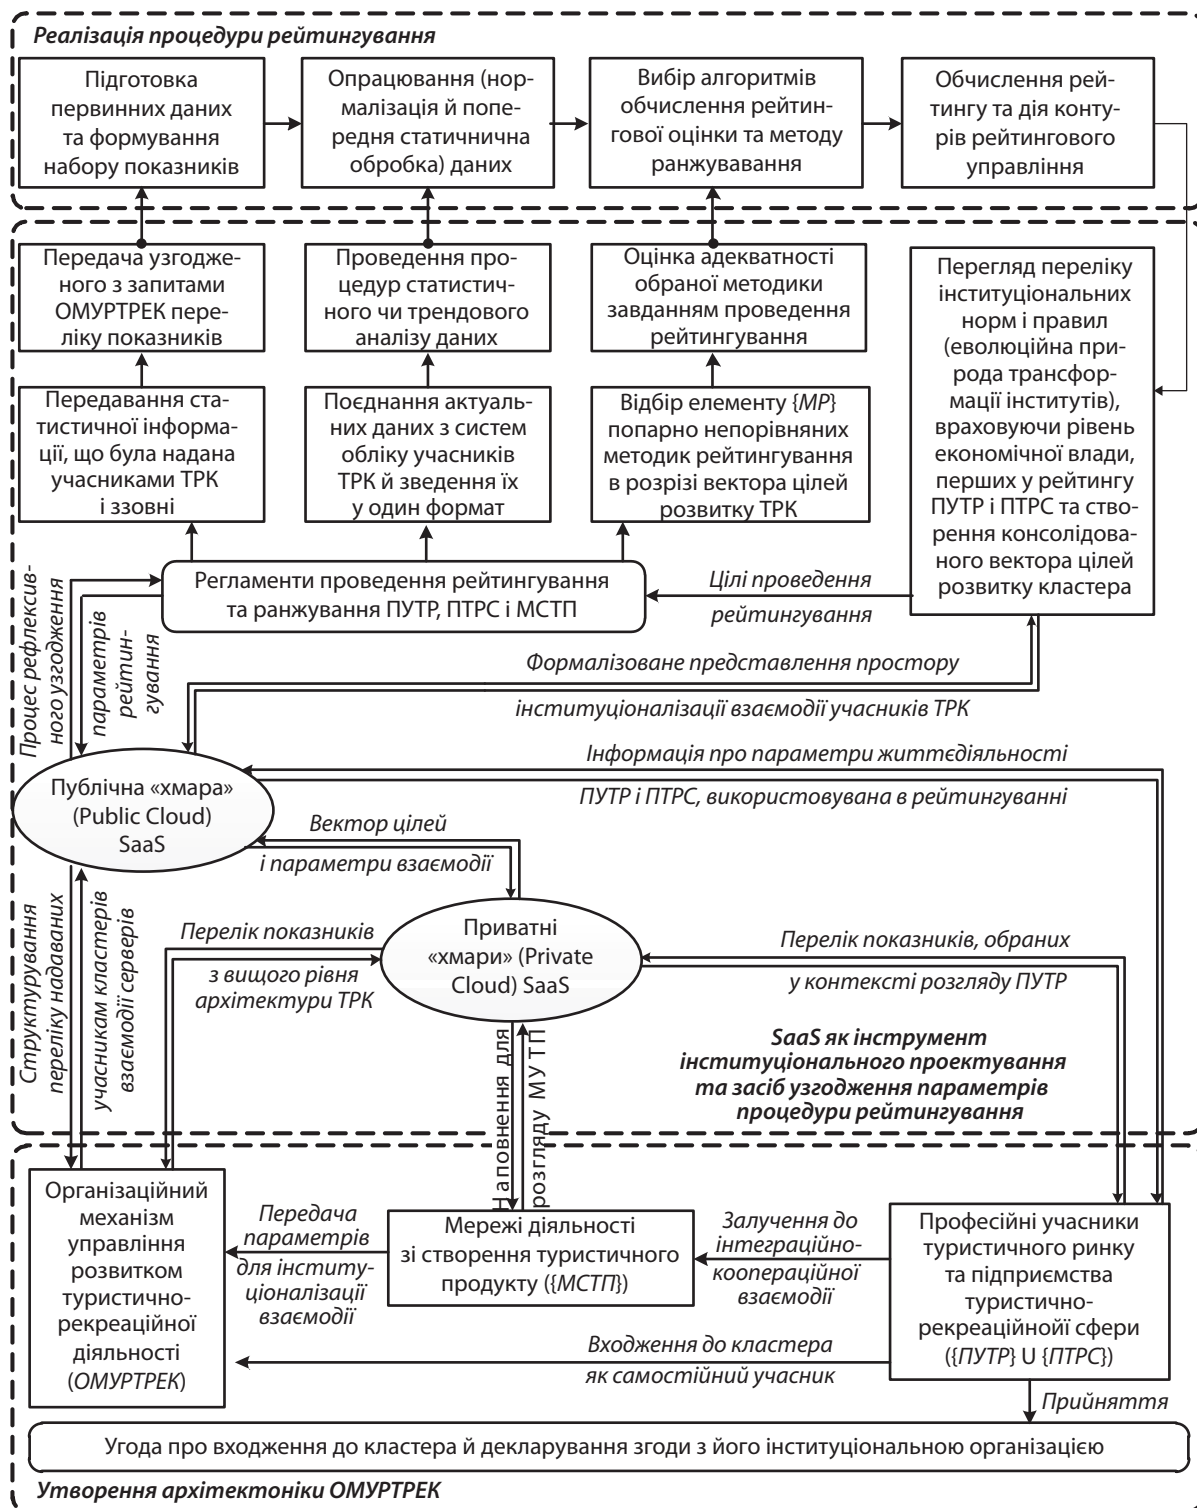 Реалізація процедури рейтингування
Підготовка
первинних даних
та формування
набору показників
Опрацювання (нор-
малізація й попе-
редня статичнична
обробка) даних
Вибір алгоритмів
обчислення рейтин-
гової оцінки та методу
ранжувавання
Обчислення рей-
тингу та дія конту-
рів рейтингового
управління
Передача узгодже-
ного з запитами
ОМУРТРЕК пере-
ліку показників
Проведення про-
цедур статистич-
ного чи трендового
аналізу даних
Оцінка адекватності
обраної методики
завданням проведення
рейтингування
Перегляд переліку
інституціональних
норм і правил
(еволюційна при-
рода трансфор-
мації інститутів),
враховуючи рівень
економічної влади,
перших у рейтингу
ПУТР і ПТРС та ство-
рення консолідова-
ного вектора цілей
розвитку кластера
Передавання ста-
тистичної інформа-
ції, що була надана
учасниками ТРК
і ззовні
Поєднання актуаль-
них даних з систем
обліку учасників
ТРК й зведення їх
у один формат
Відбір елементу {МР}
попарно непорівняних
методик рейтингування
в розрізі вектора цілей
розвитку ТРК
Регламенти проведення рейтингування
та ранжування ПУТР, ПТРС і МСТП
Цілі проведення
рейтингування
Процес рефлексив-
ного узгодження
параметрів
рейтин-
гування
Формалізоване представлення простору
інституціоналізації взаємодії учасників ТРК
Публічна «хмара»
(Public Cloud)
SaaS
Інформація про параметри життєдіяльності
ПУТР і ПТРС, використовувана в рейтингуванні
Вектор цілей
і параметри взаємодії
Структурування
переліку надаваних
учасникам кластерів
взаємодії серверів
Перелік показників
з вищого рівня
архітектури ТРК
Приватні
«хмари» (Private
Cloud) SaaS
Перелік показників, обраних
у контексті розгляду ПУТР
Наповнення для
розгляду МУ ТП
SaaS як інструмент
інституціонального проектування
та засіб узгодження параметрів
процедури рейтингування
Організаційний
механізм
управління
розвитком
туристично-
рекреаційної
діяльності
(ОМУРТРЕК)
Передача
параметрів
для інститу-
ціоналізації
взаємодії
Мережі діяльності
зі створення туристичного
продукту ({МСТП})
Залучення до
інтеграційно-
коопераційної
взаємодії
Професійні учасники
туристичного ринку
та підприємства
туристично-
рекреаційнойї сфери
({ПУТР} U {ПТРС})
Входження до кластера
як самостійний учасник
Прийняття
Угода про входження до кластера й декларування згоди з його інституціональною організацією
Утворення архітектоніки ОМУРТРЕК